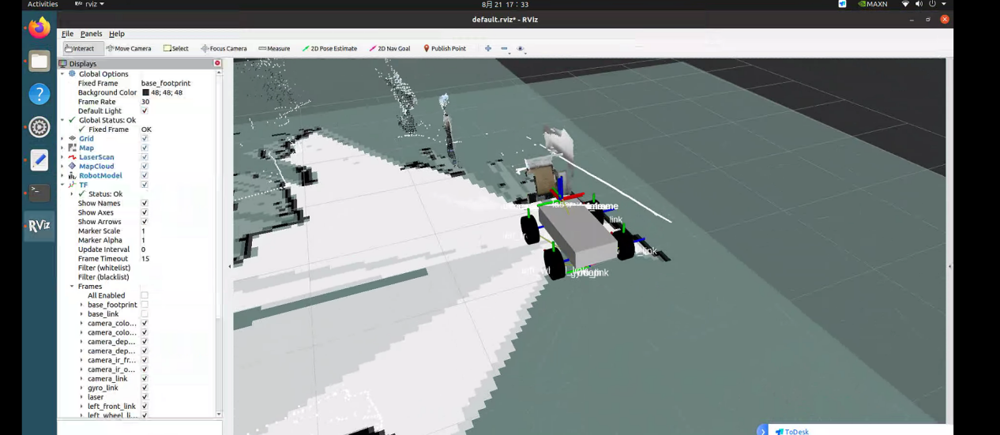 Activities
rviz
8月 21 17:33
MAXN
default.rviz* - RViz
File Panels Help
Interact Move Camera Select Focus Camera Measure 2D Pose Estimate 2D Nav Goal Publish Point
Displays
Global Options
Fixed Frame base_footprint
Background Color 48; 48; 48
Frame Rate 30
Default Light
Global Status: Ok
Fixed Frame OK
Grid
Map
LaserScan
MapCloud
RobotModel
TF
Status: Ok
Show Names
Show Axes
Show Arrows
Marker Scale 1
Marker Alpha 1
Update Interval 0
Frame Timeout 15
Filter (whitelist)
Filter (blacklist)
Frames
All Enabled
base_footprint
base_link
camera_colo...
camera_colo...
camera_dep...
camera_dep...
camera_ir_fr...
camera_ir_o...
camera_link
gyro_link
laser
left_front_link
left_wheel_li...
RViz
link
_link
ToDesk